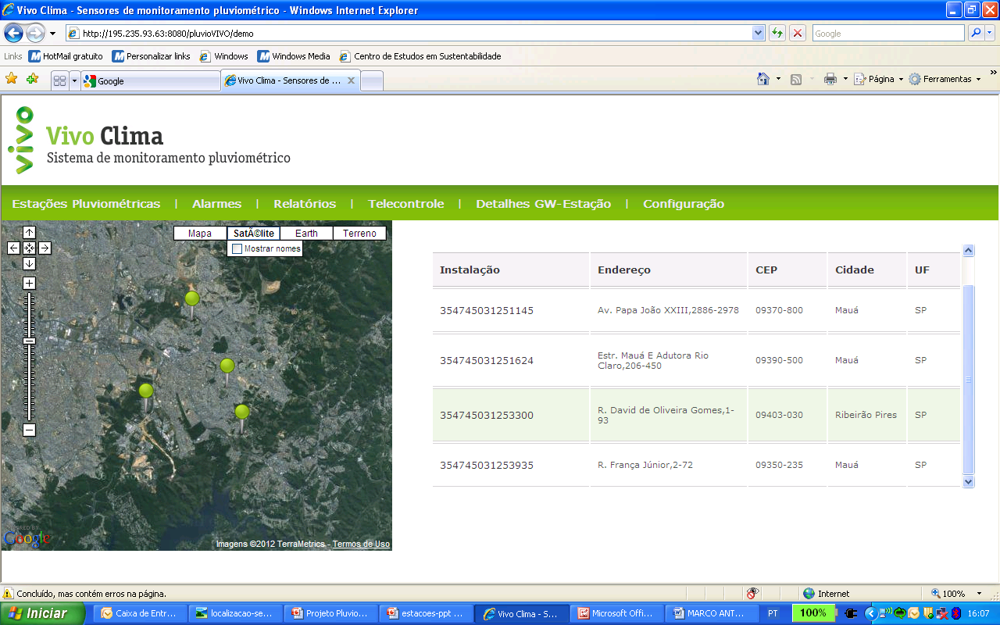 Vivo Clima - Sensores de monitoramento pluviométrico - Windows Internet Explorer
http://195.235.93.63:8080/pluvioVIVO/demo
Google
Links HotMail gratuito Personalizar links Windows Windows Media Centro de Estudos em Sustentabilidade
Google Vivo Clima - Sensores de ... Página Ferramentas
vivo
Vivo Clima
Sistema de monitoramento pluviométrico
Estações Pluviométricas | Alarmes | Relatórios | Telecontrole | Detalhes GW-Estação | Configuração
Mapa SatÃ©lite Earth Terreno
Mostrar nomes
POWERED BY
Google
Imagens ©2012 TerraMetrics - Termos de Uso
Instalação Endereço CEP Cidade UF
354745031251145 Av. Papa João XXIII,2886-2978 09370-800 Mauá SP
354745031251624 Estr. Mauá E Adutora Rio
Claro,206-450 09390-500 Mauá SP
354745031253300 R. David de Oliveira Gomes,1-
93 09403-030 Ribeirão Pires SP
354745031253935 R. França Júnior,2-72 09350-235 Mauá SP
Concluído, mas contém erros na página. Internet 100%
Iniciar Caixa de Entr... localizacao-se... Projeto Pluvio... estacoes-ppt ... Vivo Clima - S... Microsoft Offi... MARCO ANT... PT 100% 16:07